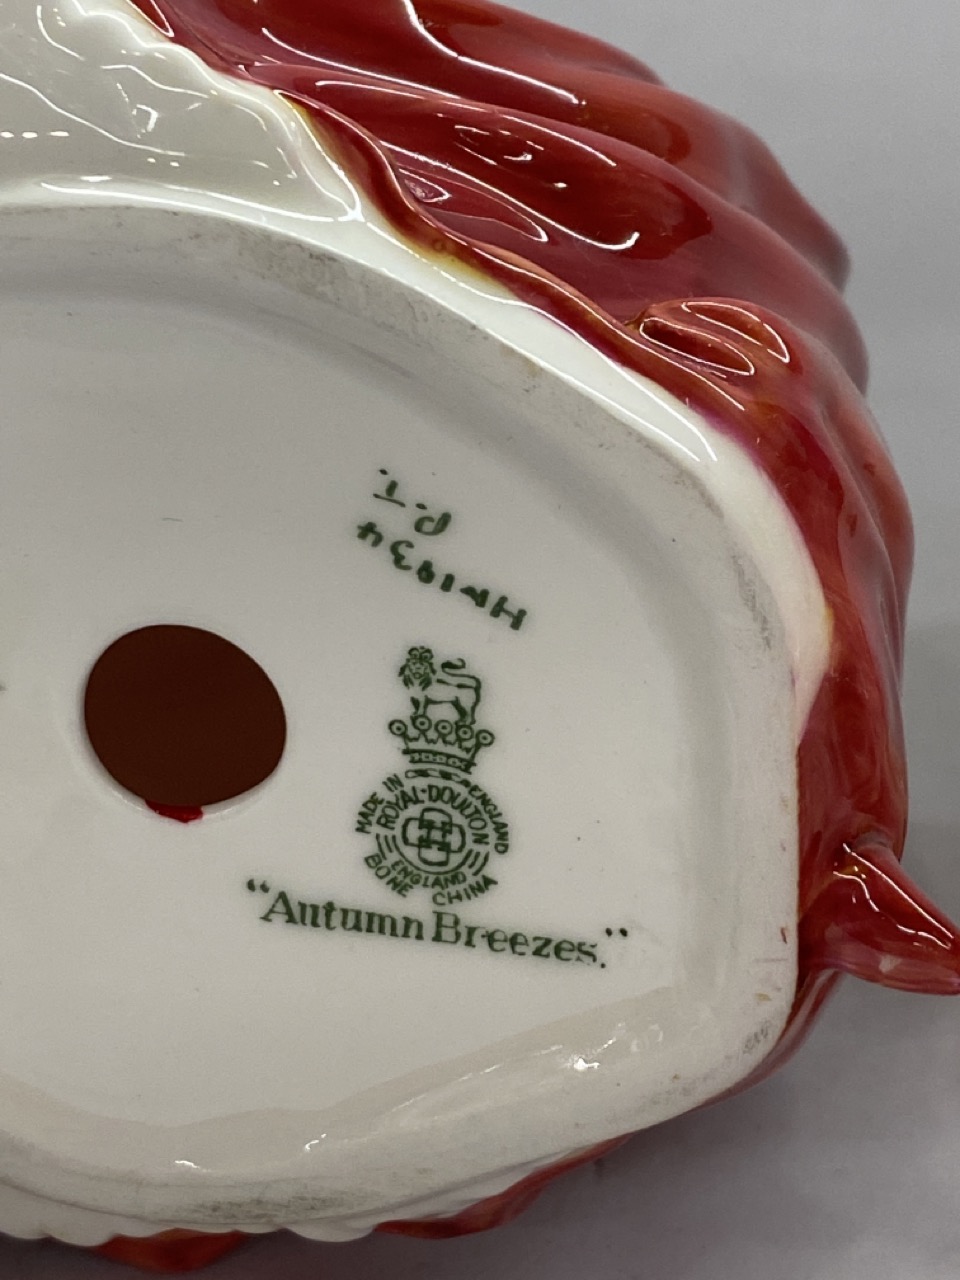 P.T.
HN1934
MADE IN ENGLAND
ROYAL·DOULTON
ENGLAND
BONE CHINA
"Autumn Breezes."